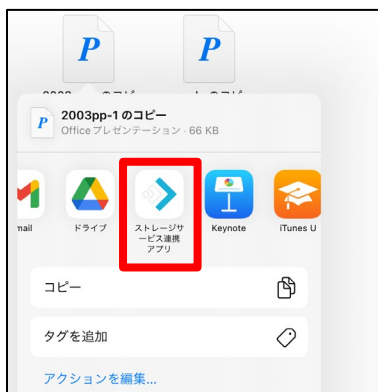 P
P
P
2003pp-1 のコピー
Office プレゼンテーション · 66 KB
mail
ドライブ
ストレージサ
ービス連携
アプリ
Keynote
iTunes U
コピー
タグを追加
アクションを編集...